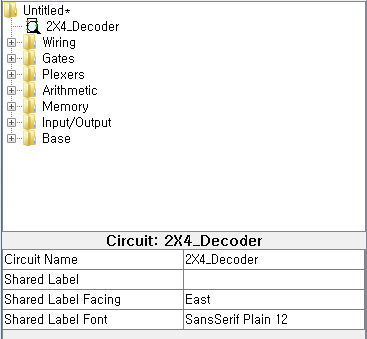 Untitled*
2X4_Decoder
Wiring
Gates
Plexers
Arithmetic
Memory
Input/Output
Base
Circuit: 2X4_Decoder
Circuit Name 2X4_Decoder
Shared Label
Shared Label Facing East
Shared Label Font SansSerif Plain 12